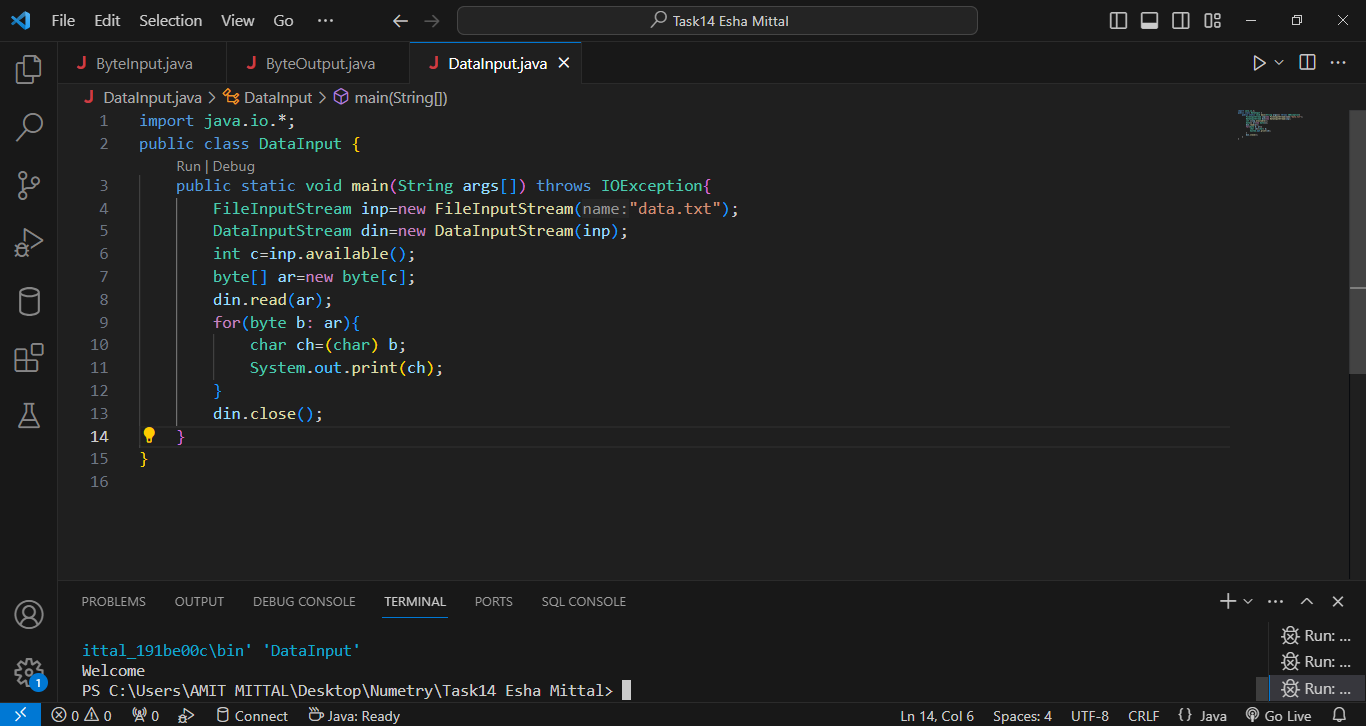 File Edit Selection View Go ··· Task14 Esha Mittal
J ByteInput.java J ByteOutput.java J DataInput.java
J DataInput.java > DataInput > main(String[])
1 import java.io.*;
2 public class DataInput {
Run | Debug
3 public static void main(String args[]) throws IOException{
4 FileInputStream inp=new FileInputStream(name:"data.txt");
5 DataInputStream din=new DataInputStream(inp);
6 int c=inp.available();
7 byte[] ar=new byte[c];
8 din.read(ar);
9 for(byte b: ar){
10 char ch=(char) b;
11 System.out.print(ch);
12 }
13 din.close();
14 }
15 }
16
PROBLEMS OUTPUT DEBUG CONSOLE TERMINAL PORTS SQL CONSOLE
ittal_191be00c\bin' 'DataInput'
Welcome
PS C:\Users\AMIT MITTAL\Desktop\Numetry\Task14 Esha Mittal>
Run: ...
Run: ...
Run: ...
1
0 0 0 Connect Java: Ready Ln 14, Col 6 Spaces: 4 UTF-8 CRLF {} Java Go Live